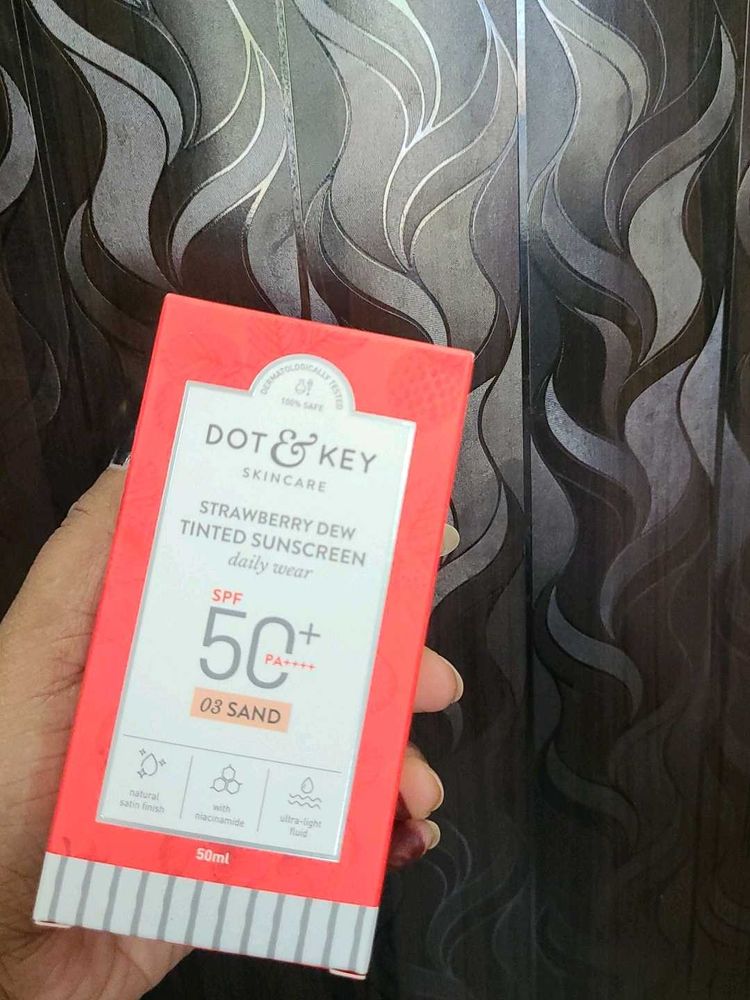 DERMATOLOGICALLY TESTED
100% SAFE
DOT & KEY
SKINCARE
STRAWBERRY DEW
TINTED SUNSCREEN
daily wear
SPF
50+
PA++++
03 SAND
natural
satin finish
with
niacinamide
ultra-light
fluid
50ml